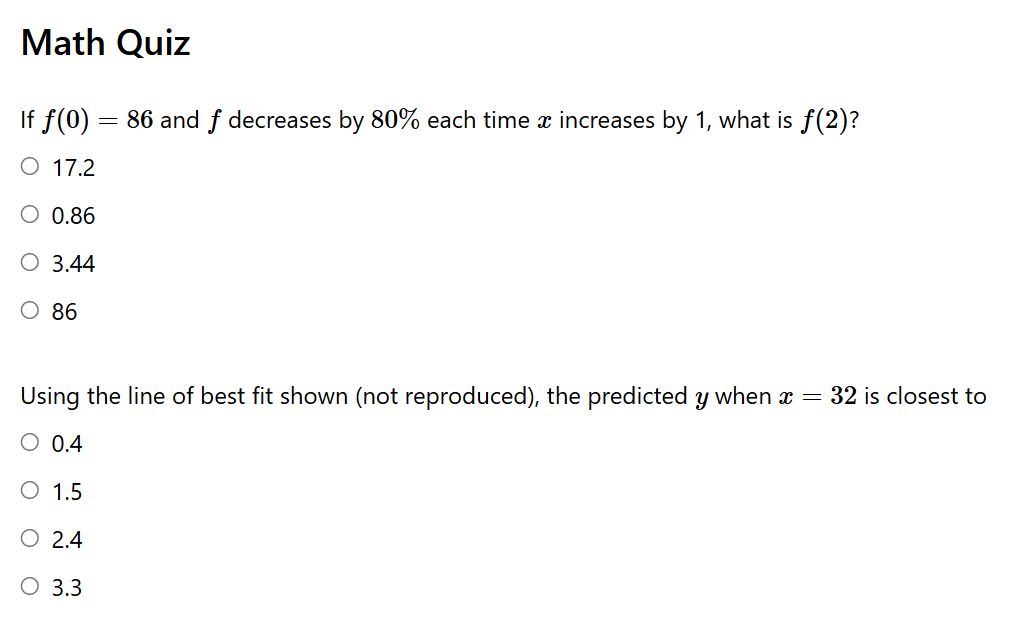 Math Quiz
If f(0) = 86 and f decreases by 80% each time x increases by 1, what is f(2)?
17.2
0.86
3.44
86
Using the line of best fit shown (not reproduced), the predicted y when x = 32 is closest to
0.4
1.5
2.4
3.3